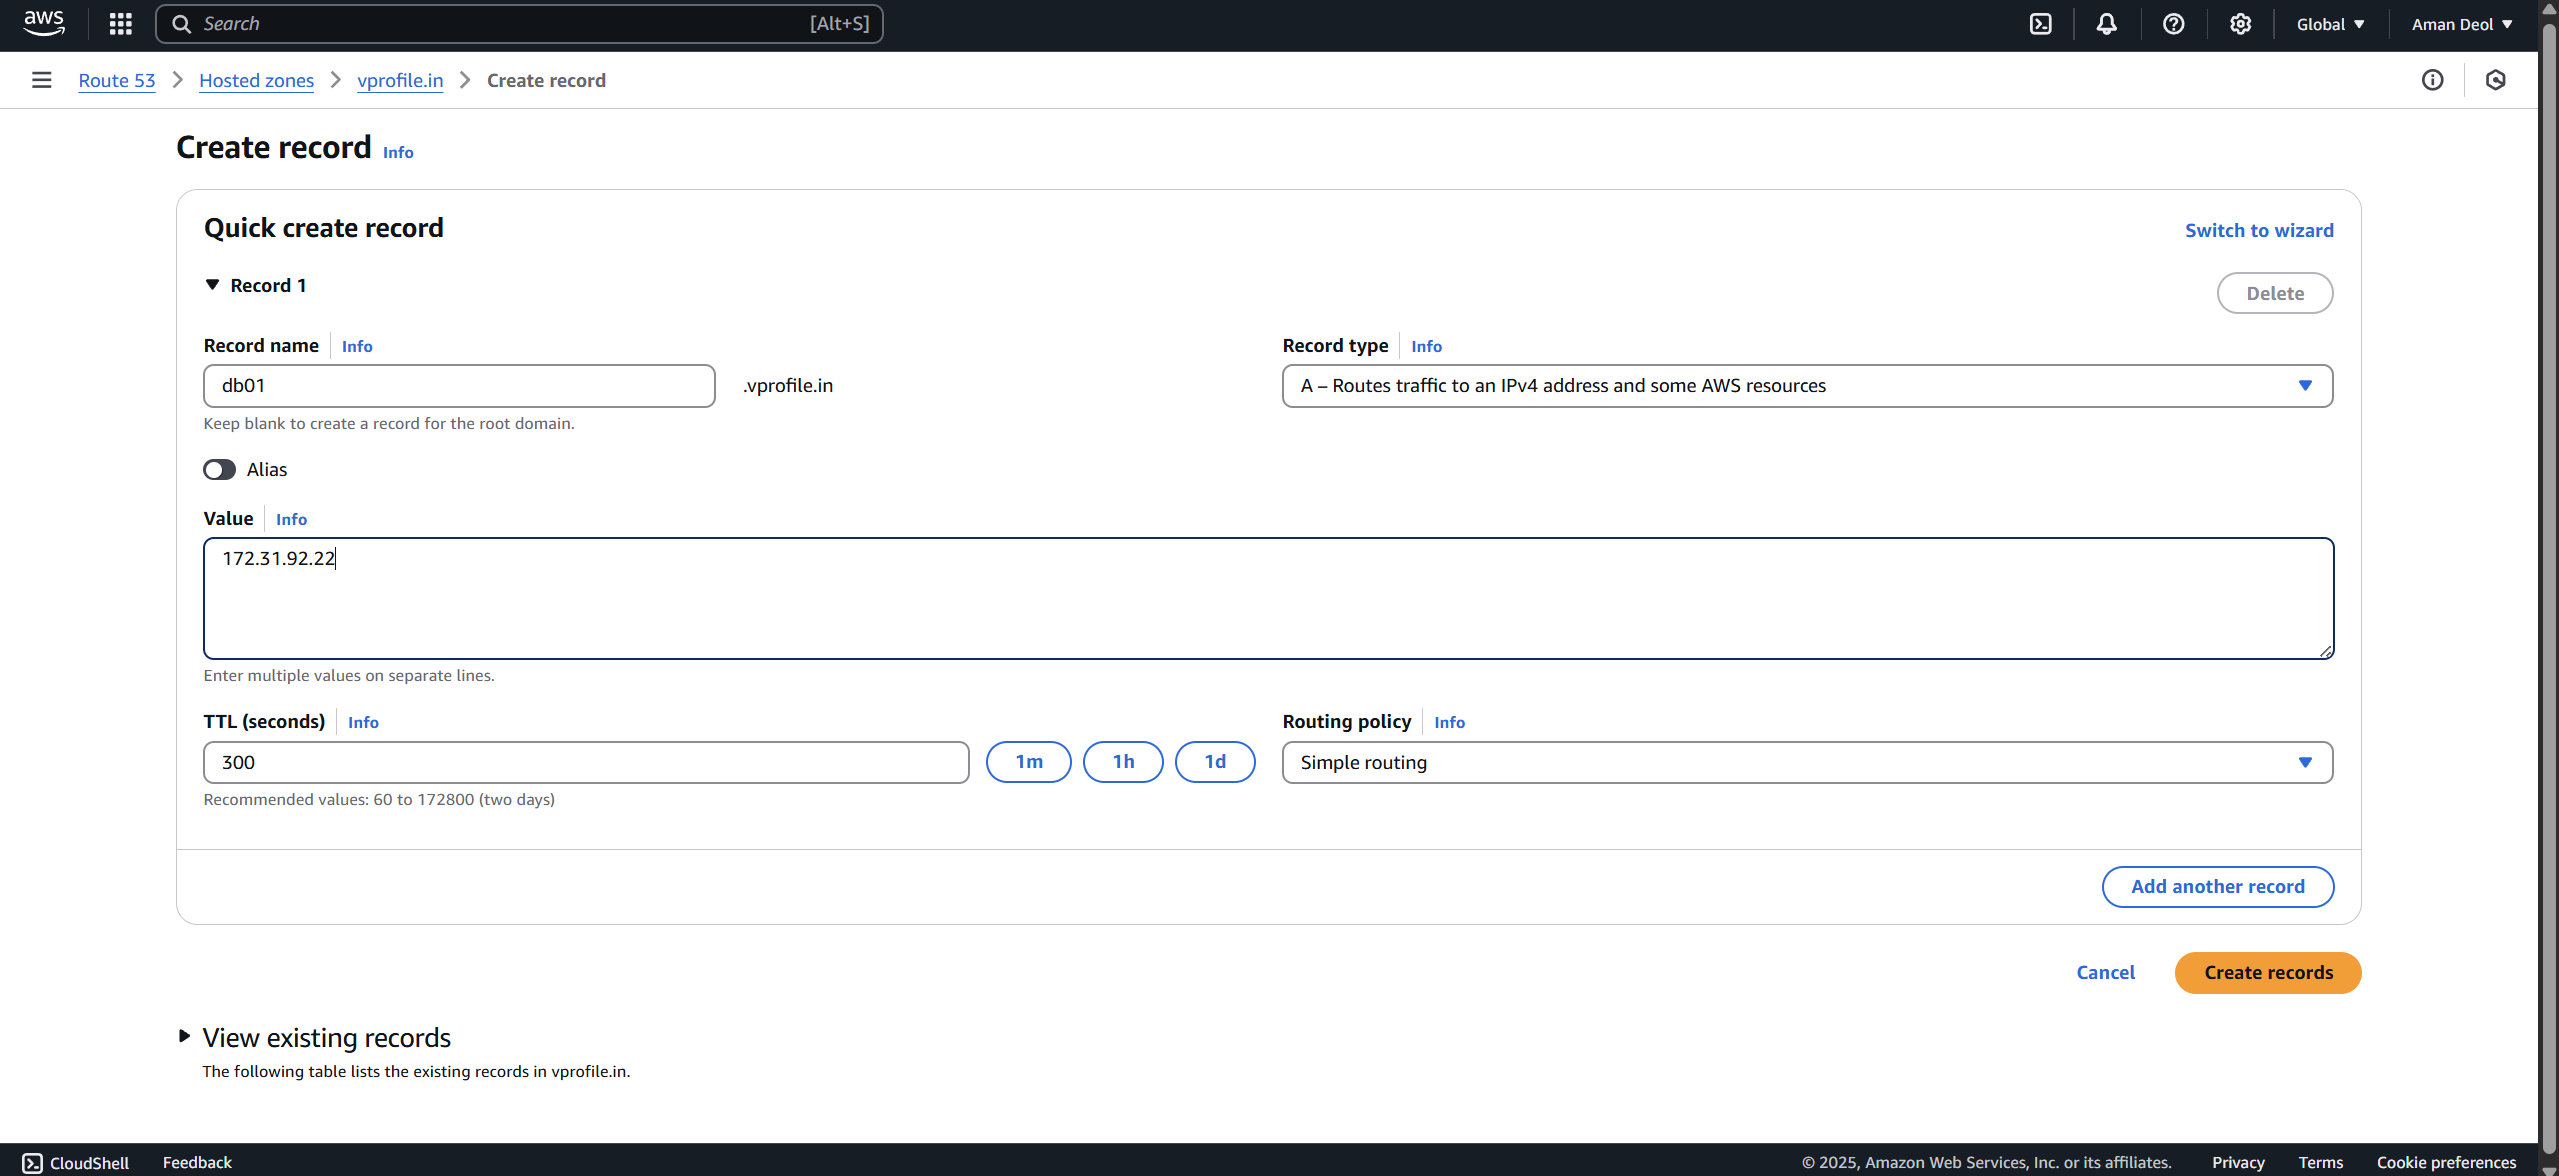 aws
Search [Alt+S]
Global
Aman Deol
Route 53 > Hosted zones > vprofile.in > Create record
Create record Info
Quick create record
Switch to wizard
Record 1
Delete
Record name Info
db01 .vprofile.in
Keep blank to create a record for the root domain.
Record type Info
A – Routes traffic to an IPv4 address and some AWS resources
Alias
Value Info
172.31.92.22
Enter multiple values on separate lines.
TTL (seconds) Info
300 1m 1h 1d
Recommended values: 60 to 172800 (two days)
Routing policy Info
Simple routing
Add another record
Cancel Create records
View existing records
The following table lists the existing records in vprofile.in.
CloudShell Feedback © 2025, Amazon Web Services, Inc. or its affiliates. Privacy Terms Cookie preferences